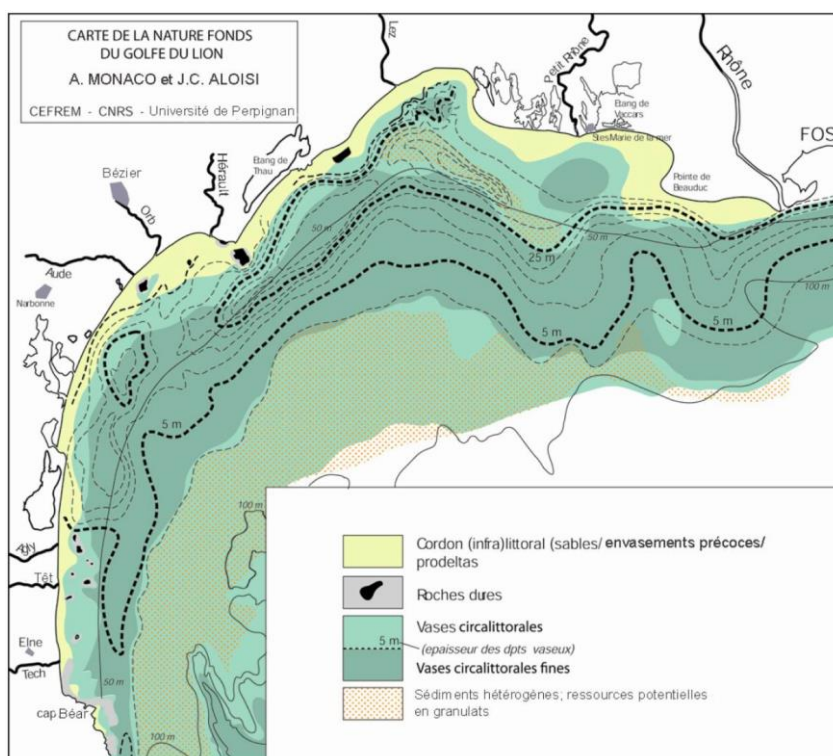 CARTE DE LA NATURE FONDS
DU GOLFE DU LION
A. MONACO et J.C. ALOISI
CEFREM - CNRS - Université de Perpignan
Lez
Petit Rhône
Rhône
Etang de
Vaccars
Stes Marie de la mer
FOS
Pointe de
Beauduc
Etang de
Thau
Hérault
Bézier
Orb
Aude
Narbonne
50 m
50 m
25 m
100 m
5 m
5 m
5 m
100 m
Agly
Têt
Elne
Tech
50 m
cap Béar
100 m
Cordon (infra)littoral (sables/ envasements précoces/
prodeltas
Roches dures
Vases circalittorales
5 m
(epaisseur des dpts vaseux)
Vases circalittorales fines
Sédiments hétérogènes; ressources potentielles
en granulats